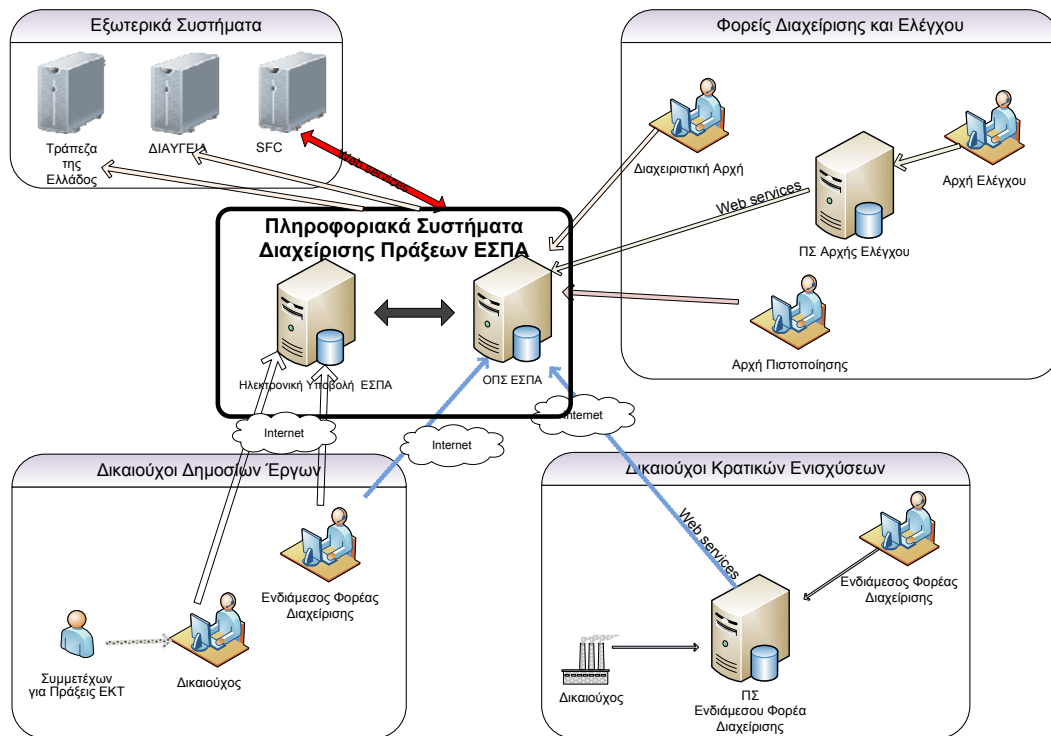 Εξωτερικά Συστήματα
Τράπεζα
της
Ελλάδος
ΔΙΑΥΓΕΙΑ
SFC
Web services
Φορείς Διαχείρισης και Ελέγχου
Διαχειριστική Αρχή
Αρχή Ελέγχου
Web services
ΠΣ Αρχής Ελέγχου
Αρχή Πιστοποίησης
Πληροφοριακά Συστήματα
Διαχείρισης Πράξεων ΕΣΠΑ
Ηλεκτρονική Υποβολή ΕΣΠΑ
ΟΠΣ ΕΣΠΑ
Internet
Internet
Internet
Δικαιούχοι Δημοσίων Έργων
Ενδιάμεσος Φορέας
Διαχείρισης
Συμμετέχων
για Πράξεις ΕΚΤ
Δικαιούχος
Δικαιούχοι Κρατικών Ενισχύσεων
Web services
Ενδιάμεσος Φορέας
Διαχείρισης
Δικαιούχος
ΠΣ
Ενδιάμεσου Φορέα
Διαχείρισης